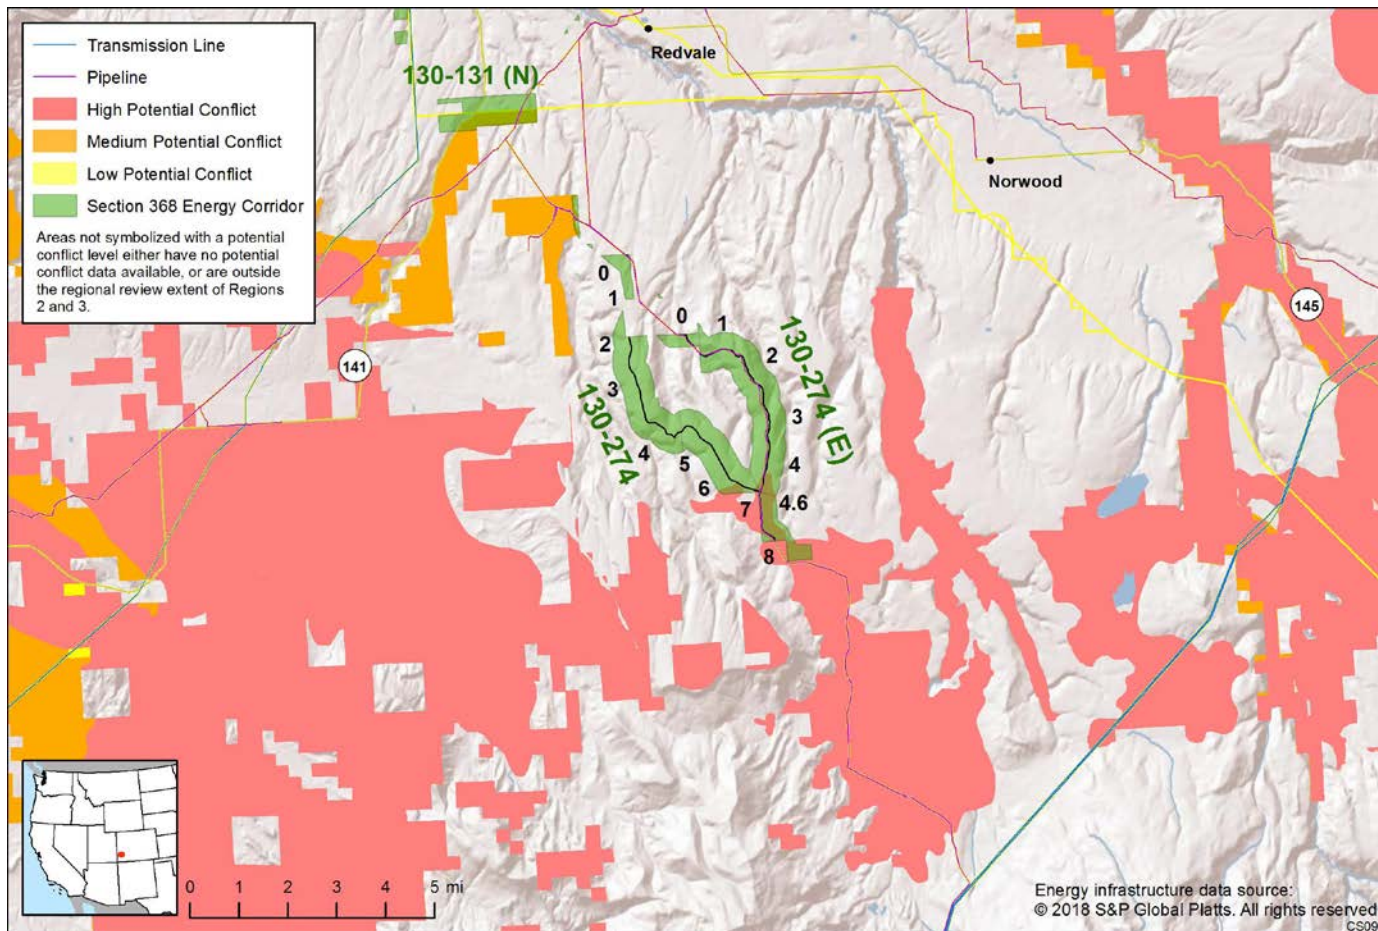 Transmission Line
Pipeline
High Potential Conflict
Medium Potential Conflict
Low Potential Conflict
Section 368 Energy Corridor
Areas not symbolized with a potential
conflict level either have no potential
conflict data available, or are outside
the regional review extent of Regions
2 and 3.
130-131 (N)
Redvale
Norwood
145
141
0
1
2
3
4
5
6
7
8
130-274
0
1
2
3
4
4.6
130-274 (E)
0 1 2 3 4 5 mi
Energy infrastructure data source:
© 2018 S&P Global Platts. All rights reserved
CS09